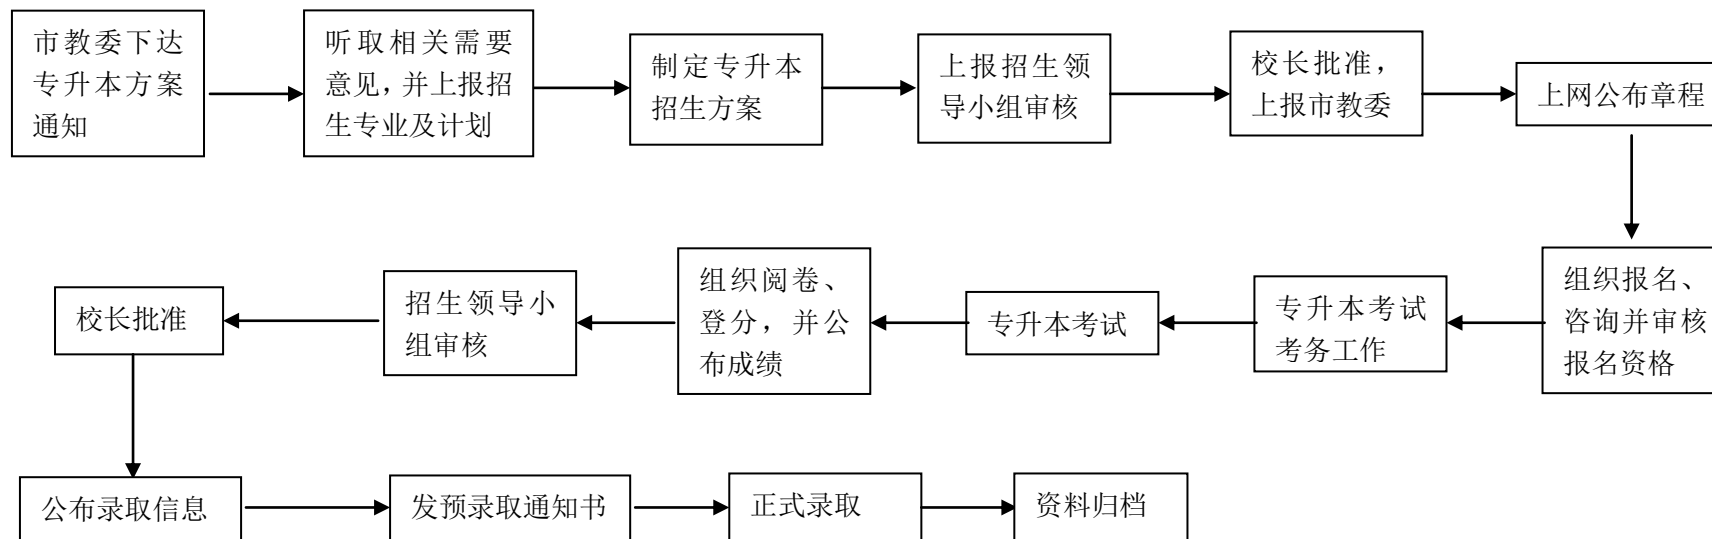 市教委下达
专升本方案
通知
听取相关需要
意见，并上报招
生专业及计划
制定专升本
招生方案
上报招生领
导小组审核
校长批准，
上报市教委
上网公布章程
组织报名、
咨询并审核
报名资格
专升本考试
考务工作
专升本考试
组织阅卷、
登分，并公
布成绩
招生领导小
组审核
校长批准
公布录取信息
发预录取通知书
正式录取
资料归档